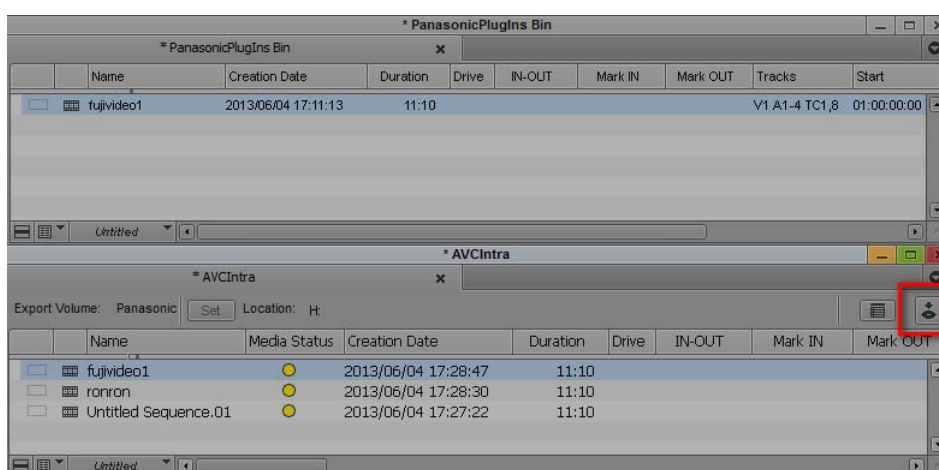 * PanasonicPlugIns Bin
* PanasonicPlugIns Bin
Name Creation Date Duration Drive IN-OUT Mark IN Mark OUT Tracks Start
fujivideo1 2013/06/04 17:11:13 11:10 V1 A1-4 TC1,8 01:00:00:00
Untitled
* AVCIntra
* AVCIntra
Export Volume: Panasonic Set Location: H:
Name Media Status Creation Date Duration Drive IN-OUT Mark IN Mark OUT
fujivideo1 2013/06/04 17:28:47 11:10
ronron 2013/06/04 17:28:30 11:10
Untitled Sequence.01 2013/06/04 17:27:22 11:10
Untitled